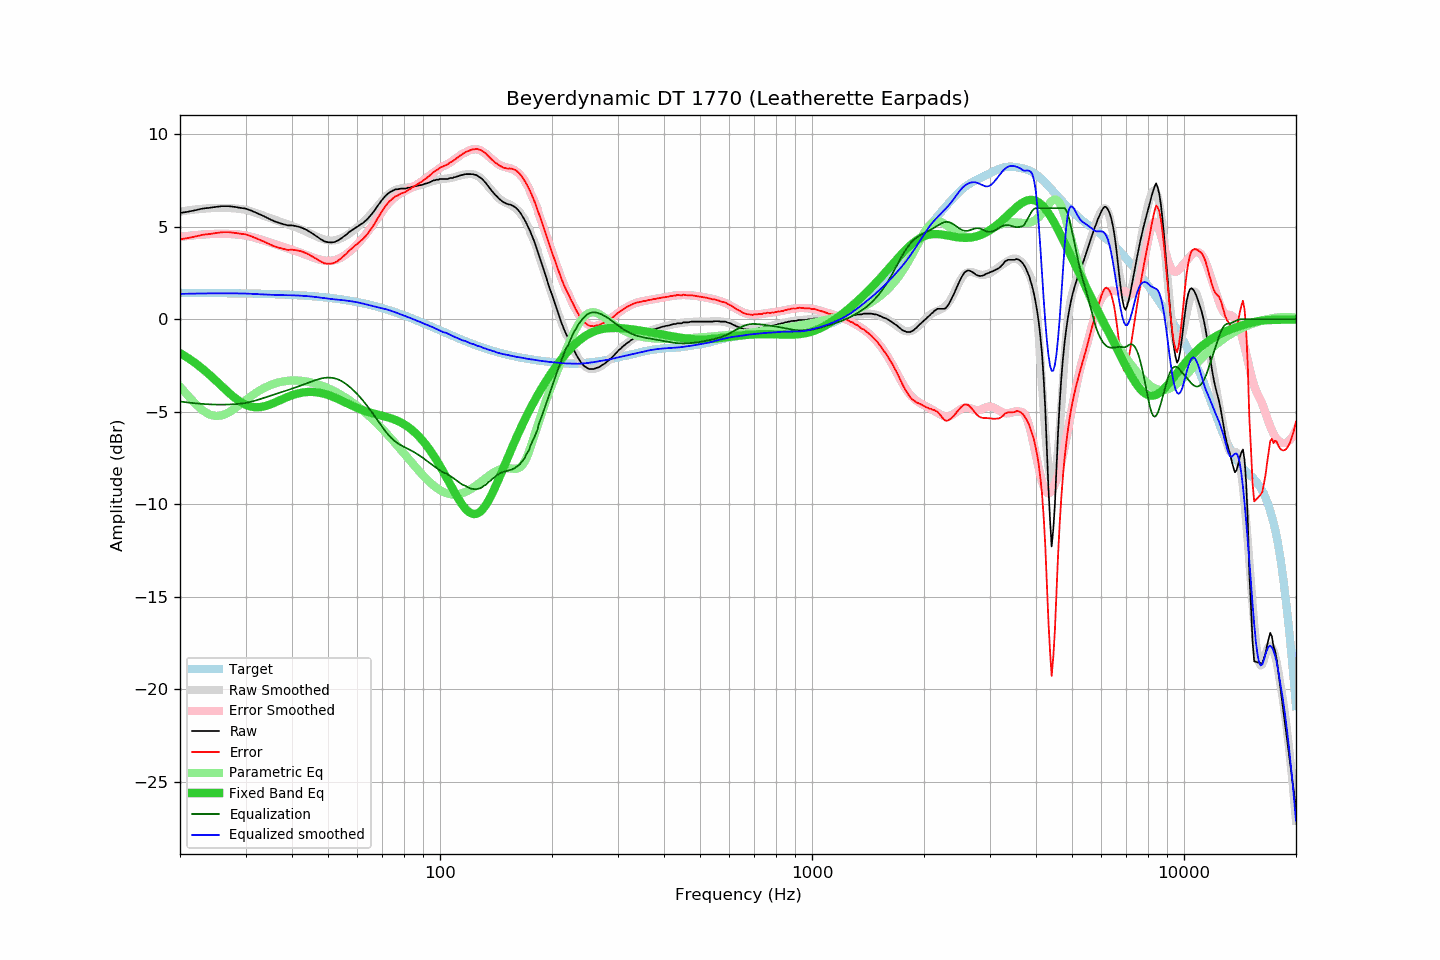 Beyerdynamic DT 1770 (Leatherette Earpads)
10
5
0
−5
−10
−15
−20
−25
Amplitude (dBr)
Target
Raw Smoothed
Error Smoothed
Raw
Error
Parametric Eq
Fixed Band Eq
Equalization
Equalized smoothed
100
1000
10000
Frequency (Hz)